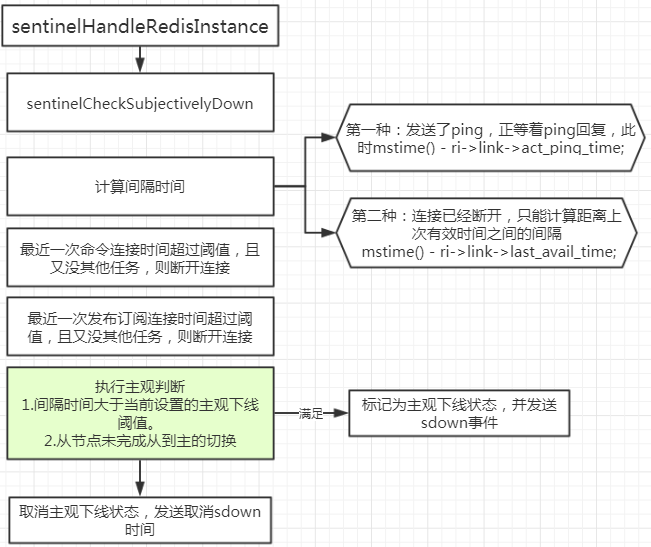 sentinelHandleRedisInstance
sentinelCheckSubjectivelyDown
第一种：发送了ping，正等着ping回复，此
时mstime() - ri->link->act_ping_time;
计算间隔时间
第二种：连接已经断开，只能计算距离上
次有效时间之间的间隔
mstime() - ri->link->last_avail_time;
最近一次命令连接时间超过阈值，且
又没其他任务，则断开连接
最近一次发布订阅连接时间超过阈
值，且又没其他任务，则断开连接
执行主观判断
1.间隔时间大于当前设置的主观下线
阈值。
2.从节点未完成从到主的切换
满足
标记为主观下线状态，并发送
sdown事件
取消主观下线状态，发送取消sdown
时间